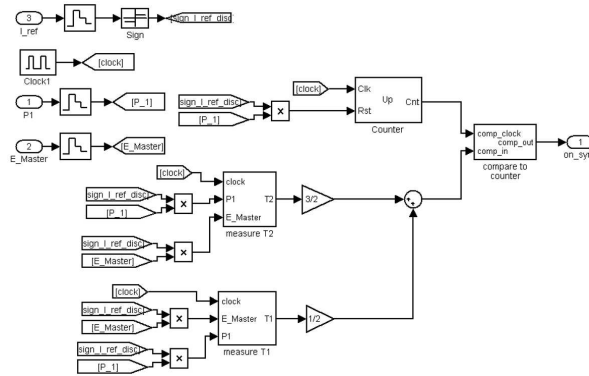 3
I_ref
Sign
[sign_I_ref_disc]
Clock1
[clock]
1
P1
[P_1]
2
E_Master
[E_Master]
[clock]
sign_I_ref_disc]
[P_1]
×
Clk
Rst
Up
Cnt
Counter
comp_clock
comp_out
comp_in
compare to
counter
1
on_syn
[clock]
sign_I_ref_disc]
[P_1]
×
sign_I_ref_disc]
[E_Master]
×
clock
P1
E_Master
T2
measure T2
3/2
+
+
[clock]
sign_I_ref_disc]
[E_Master]
×
sign_I_ref_disc]
[P_1]
×
clock
E_Master
P1
T1
measure T1
1/2